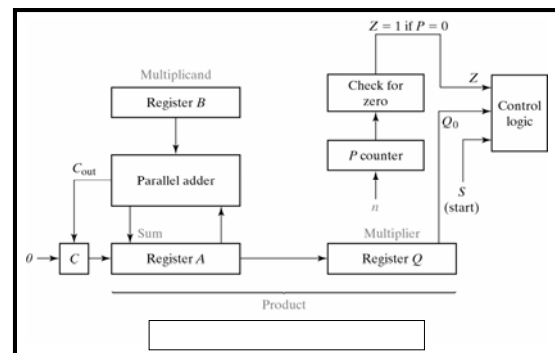 Z = 1 if P = 0
Multiplicand
Register B
Check for
zero
Z
Q0
Control
logic
Cout
Parallel adder
P counter
n
S
(start)
Sum
Multiplier
0
C
Register A
Register Q
Product